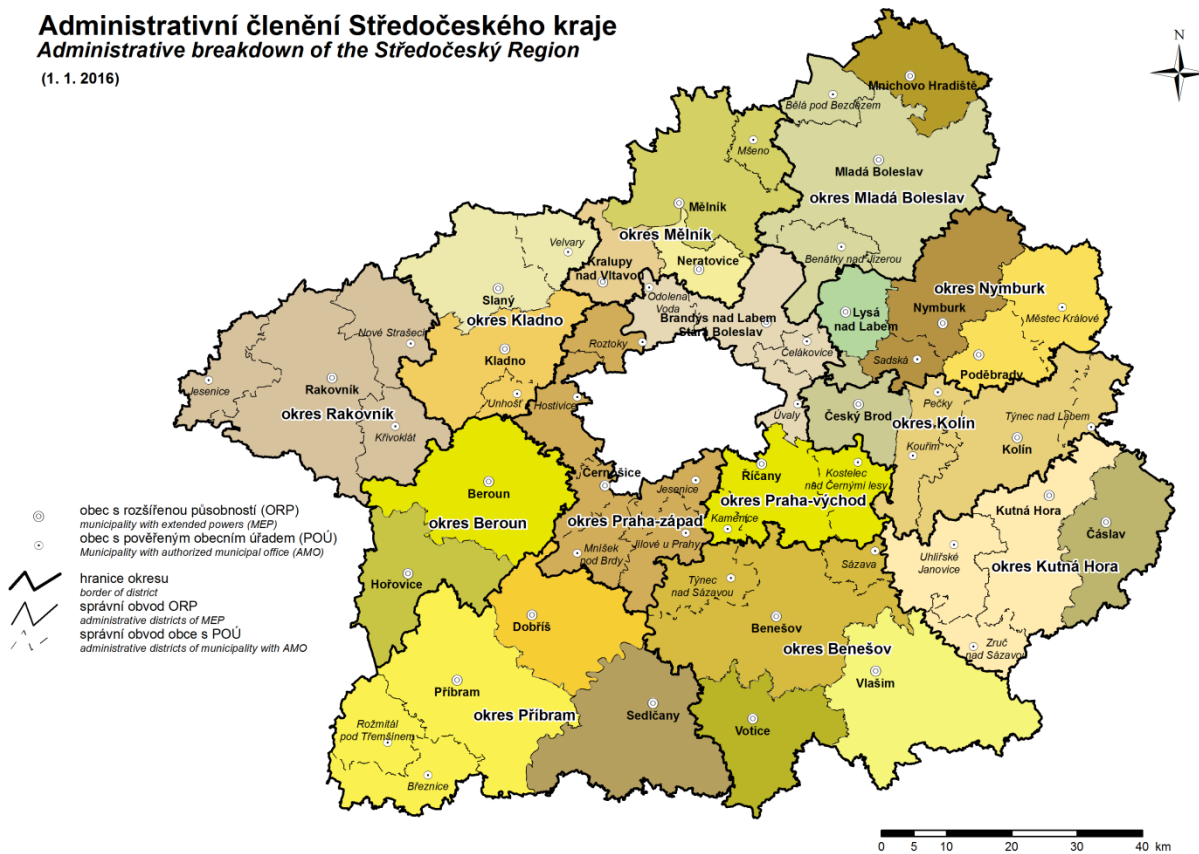 Administrativní členění Středočeského kraje
Administrative breakdown of the Středočeský Region
(1. 1. 2016)
N
Mnichovo Hradiště
Bělá pod Bezdězem
Mšeno
Mladá Boleslav
okres Mladá Boleslav
Mělník
okres Mělník
Velvary
Benátky nad Jizerou
Neratovice
Kralupy
nad Vltavou
Slaný
Odolena
Voda
okres Nymburk
Lysá
nad Labem
Nymburk
Městec Králové
okres Kladno
Brandýs nad Labem
Stará Boleslav
Nové Strašecí
Roztoky
Čelákovice
Sadská
Kladno
Poděbrady
Jesenice
Rakovník
okres Rakovník
Unhošť
Hostivice
Pečky
Úvaly
Český Brod
Týnec nad Labem
okres Kolín
Křivoklát
Kouřim
Kolín
Říčany
Kostelec
nad Černými lesy
Černošice
Beroun
Jesenice
okres Praha-východ
Kutná Hora
okres Beroun
okres Praha-západ
Kamenice
Čáslav
Jílové u Prahy
Mníšek
pod Brdy
Uhlířské
Janovice
Sázava
okres Kutná Hora
Hořovice
Týnec
nad Sázavou
Dobříš
Benešov
Zruč
nad Sázavou
okres Benešov
Vlašim
Příbram
okres Příbram
Sedlčany
Votice
Rožmitál
pod Třemšínem
Březnice
obec s rozšířenou působností (ORP)
municipality with extended powers (MEP)
obec s pověřeným obecním úřadem (POÚ)
Municipality with authorized municipal office (AMO)
hranice okresu
border of district
správní obvod ORP
administrative districts of MEP
správní obvod obce s POÚ
administrative districts of municipality with AMO
0 5 10 20 30 40 km